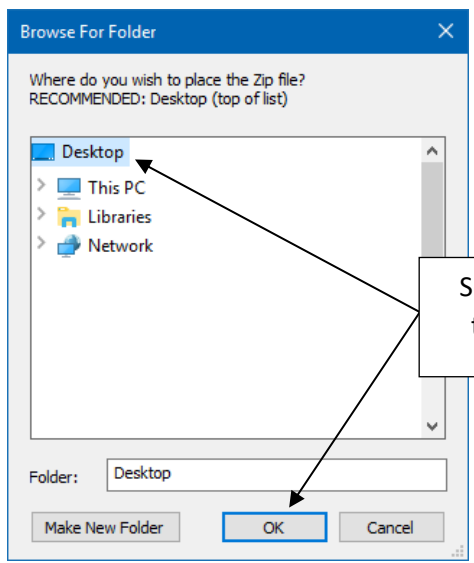 Browse For Folder
Where do you wish to place the Zip file?
RECOMMENDED: Desktop (top of list)
Desktop
This PC
Libraries
Network
Folder: Desktop
Make New Folder OK Cancel